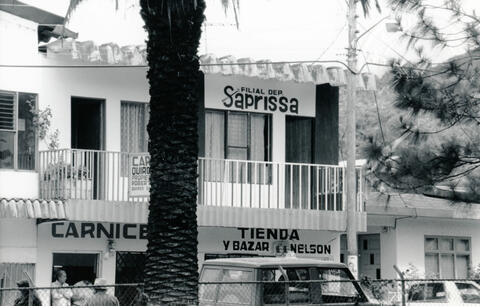 FILIAL DEP.
Saprissa
CARNICE
TIENDA
Y BAZAR NELSON